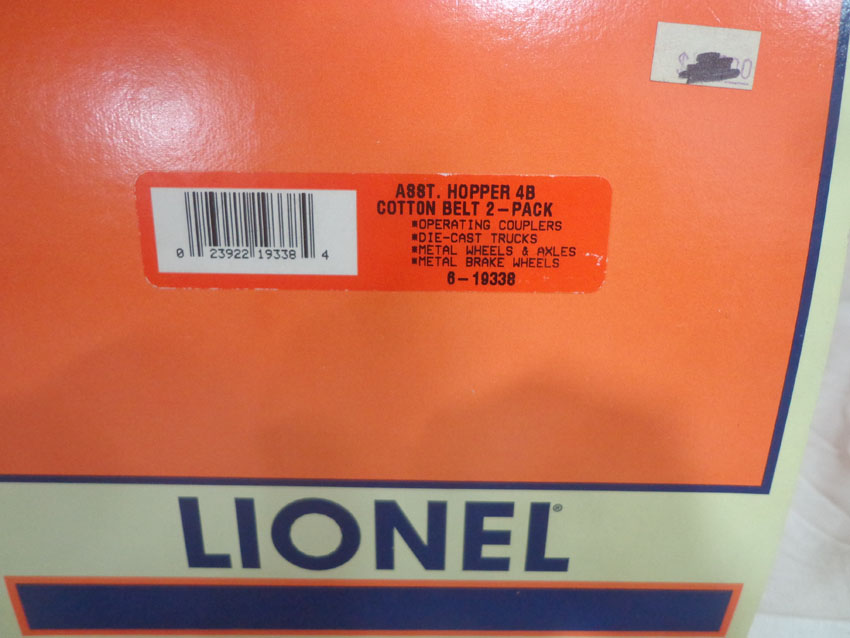 ASST. HOPPER 4B
COTTON BELT 2-PACK
▪OPERATING COUPLERS
▪DIE-CAST TRUCKS
▪METAL WHEELS & AXLES
▪METAL BRAKE WHEELS
6-19338
0 23922 19338 4
LIONEL®